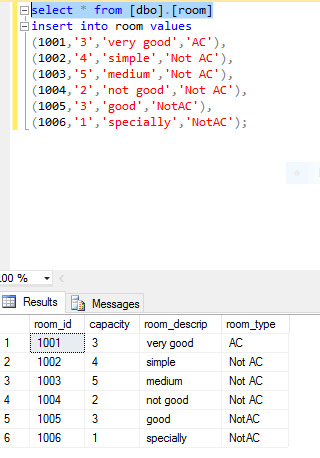 select * from [dbo].[room]
insert into room values
(1001,'3','very good','AC'),
(1002,'4','simple','Not AC'),
(1003,'5','medium','Not AC'),
(1004,'2','not good','Not AC'),
(1005,'3','good','NotAC'),
(1006,'1','specially','NotAC');
.00 %
Results Messages
room_id capacity room_descrip room_type
1 1001 3 very good AC
2 1002 4 simple Not AC
3 1003 5 medium Not AC
4 1004 2 not good Not AC
5 1005 3 good NotAC
6 1006 1 specially NotAC